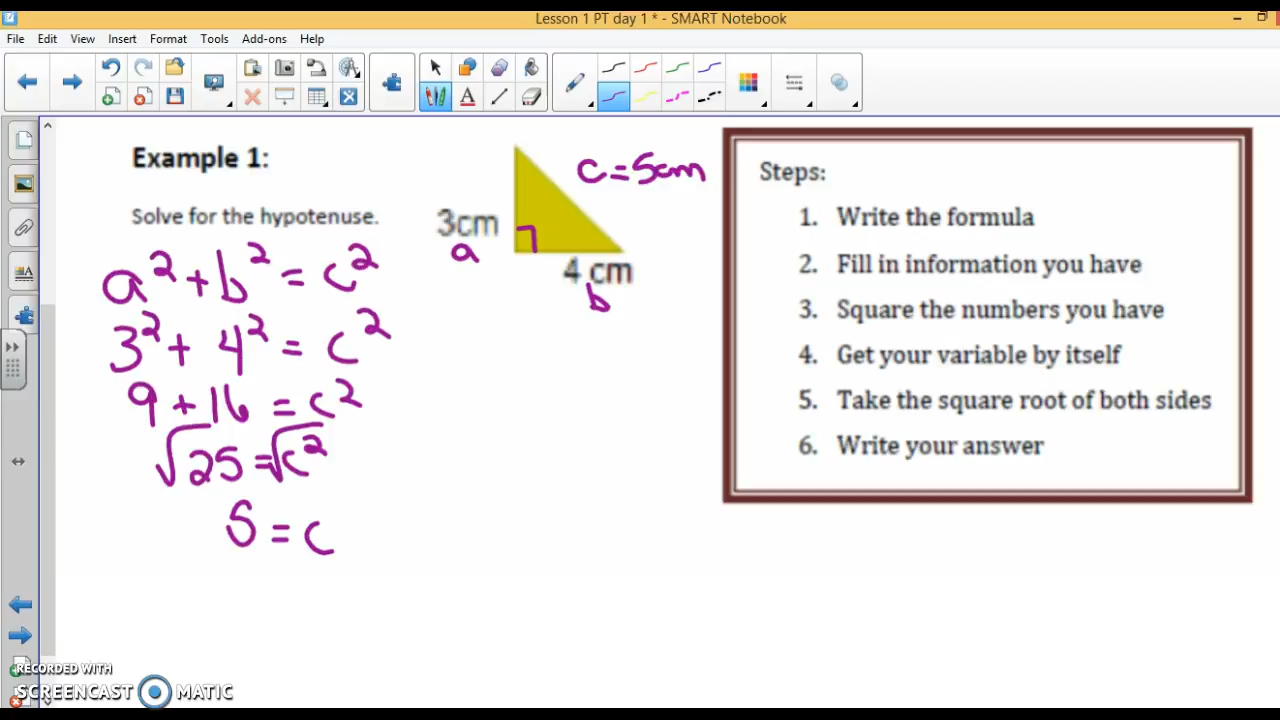 Lesson 1 PT day 1 * - SMART Notebook
File Edit View Insert Format Tools Add-ons Help
Example 1:
Solve for the hypotenuse.
3cm
a
c = 5cm
4 cm
b
a² + b² = c²
3² + 4² = c²
9 + 16 = c²
√25 = √c²
5 = c
Steps:
1. Write the formula
2. Fill in information you have
3. Square the numbers you have
4. Get your variable by itself
5. Take the square root of both sides
6. Write your answer
RECORDED WITH
SCREENCAST MATIC